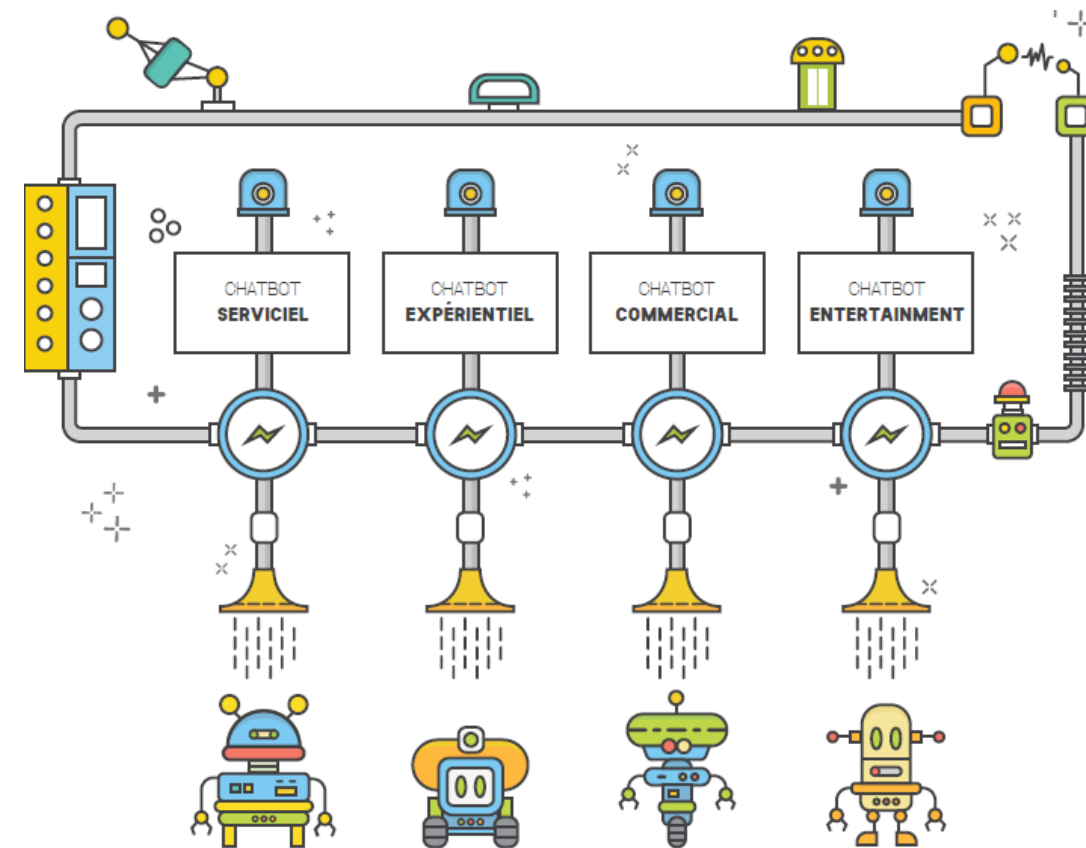 CHATBOT
SERVICIEL
CHATBOT
EXPÉRIENTIEL
CHATBOT
COMMERCIAL
CHATBOT
ENTERTAINMENT